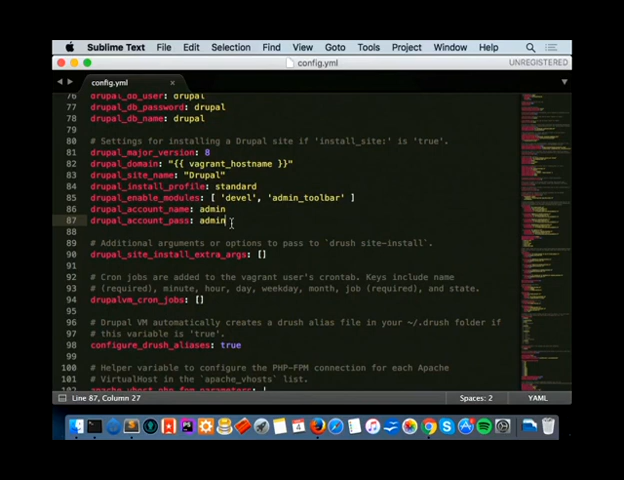 Sublime Text File Edit Selection Find View Goto Tools Project Window Help
config.yml UNREGISTERED
config.yml ×
76 drupal_db_user: drupal
77 drupal_db_password: drupal
78 drupal_db_name: drupal
79
80 # Settings for installing a Drupal site if 'install_site:' is 'true'.
81 drupal_major_version: 8
82 drupal_domain: "{{ vagrant_hostname }}"
83 drupal_site_name: "Drupal"
84 drupal_install_profile: standard
85 drupal_enable_modules: [ 'devel', 'admin_toolbar' ]
86 drupal_account_name: admin
87 drupal_account_pass: admin
88
89 # Additional arguments or options to pass to `drush site-install`.
90 drupal_site_install_extra_args: []
91
92 # Cron jobs are added to the vagrant user's crontab. Keys include name
93 # (required), minute, hour, day, weekday, month, job (required), and state.
94 drupalvm_cron_jobs: []
95
96 # Drupal VM automatically creates a drush alias file in your ~/.drush folder if
97 # this variable is 'true'.
98 configure_drush_aliases: true
99
100 # Helper variable to configure the PHP-FPM connection for each Apache
101 # VirtualHost in the `apache_vhosts` list.
102 apache_vhost_php_fpm_parameters: |
Line 87, Column 27 Spaces: 2 YAML